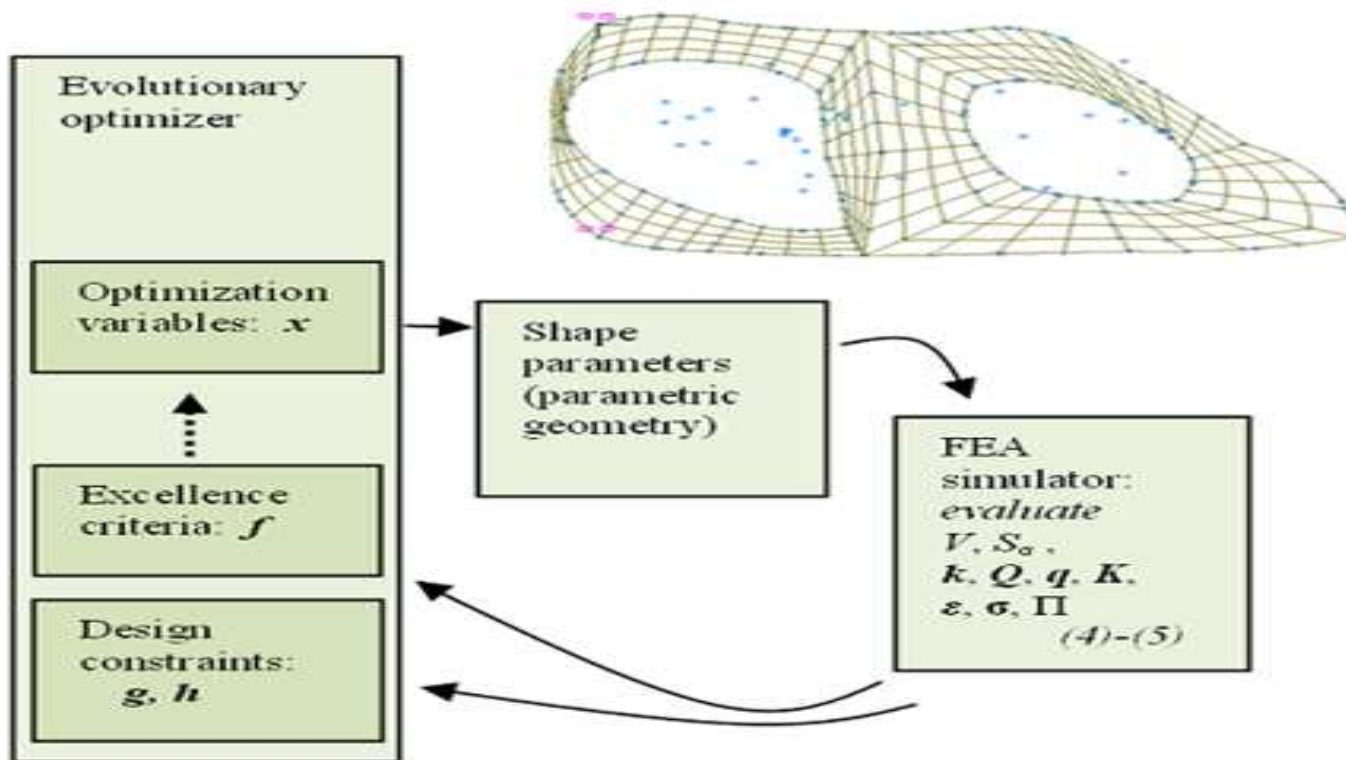 Evolutionary
optimizer
Optimization
variables: x
Excellence
criteria: f
Design
constraints:
g, h
Shape
parameters
(parametric
geometry)
FEA
simulator:
evaluate
V, Sσ ,
k, Q, q, K,
ε, σ, Π
(4)-(5)